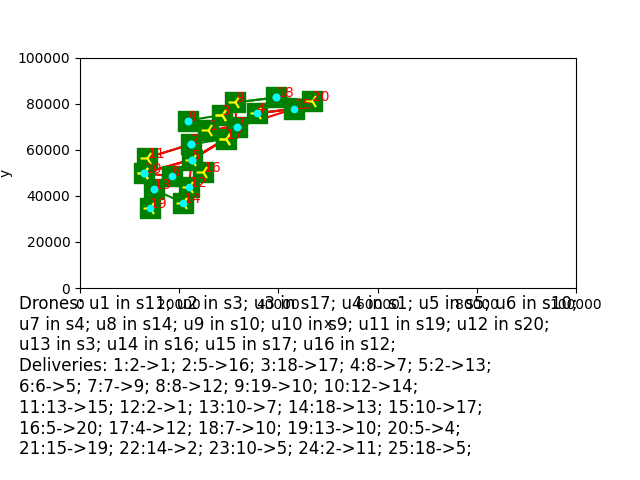 100000
80000
60000
40000
20000
0
y
20000
40000
60000
80000
100000
x
Drones: u1 in s11; u2 in s3; u3 in s17; u4 in s1; u5 in s5; u6 in s10;
u7 in s4; u8 in s14; u9 in s10; u10 in s9; u11 in s19; u12 in s20;
u13 in s3; u14 in s16; u15 in s17; u16 in s12;
Deliveries: 1:2->1; 2:5->16; 3:18->17; 4:8->7; 5:2->13;
6:6->5; 7:7->9; 8:8->12; 9:19->10; 10:12->14;
11:13->15; 12:2->1; 13:10->7; 14:18->13; 15:10->17;
16:5->20; 17:4->12; 18:7->10; 19:13->10; 20:5->4;
21:15->19; 22:14->2; 23:10->5; 24:2->11; 25:18->5;